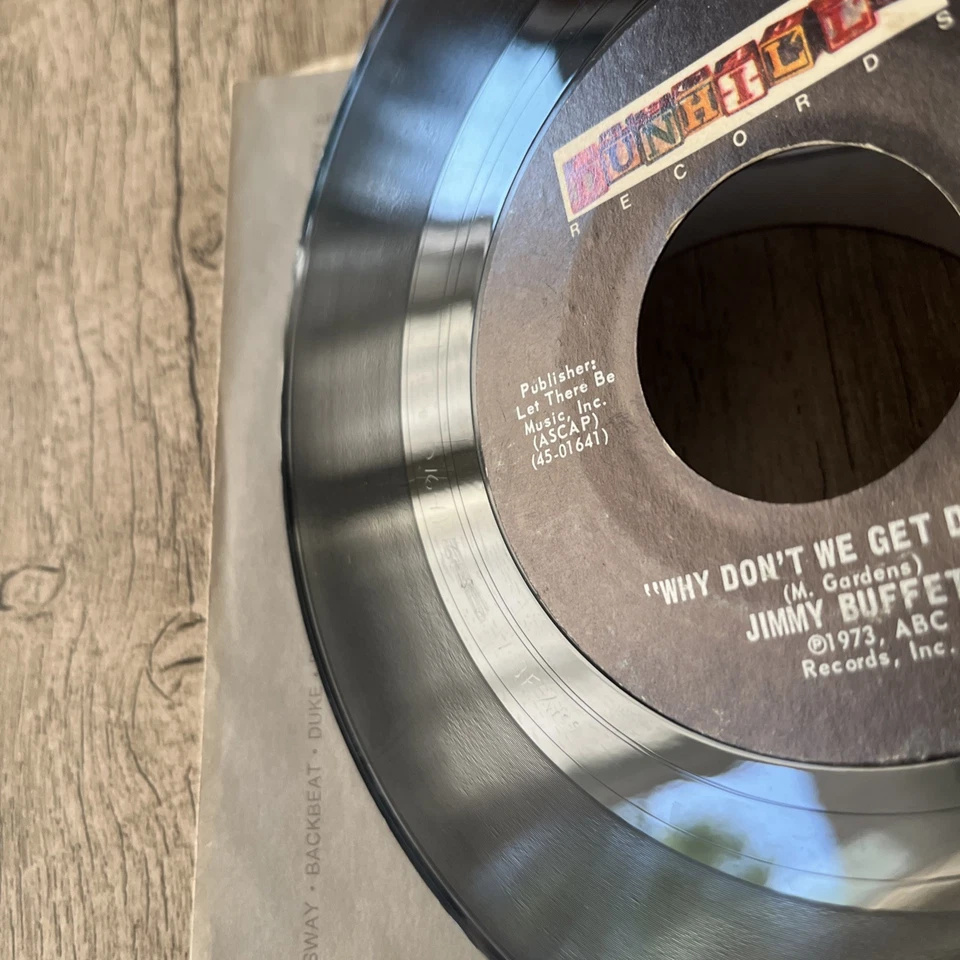 DUNHILL
RECORDS
Publisher:
Let There Be
Music, Inc.
(ASCAP)
(45-01641)
"WHY DON'T WE GET D
(M. Gardens)
JIMMY BUFFET
℗1973, ABC
Records, Inc.
SWAY • BACKBEAT • DUKE •